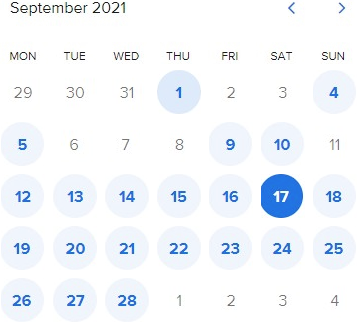 September 2021
MON TUE WED THU FRI SAT SUN
29 30 31 1 2 3 4
5 6 7 8 9 10 11
12 13 14 15 16 17 18
19 20 21 22 23 24 25
26 27 28 1 2 3 4